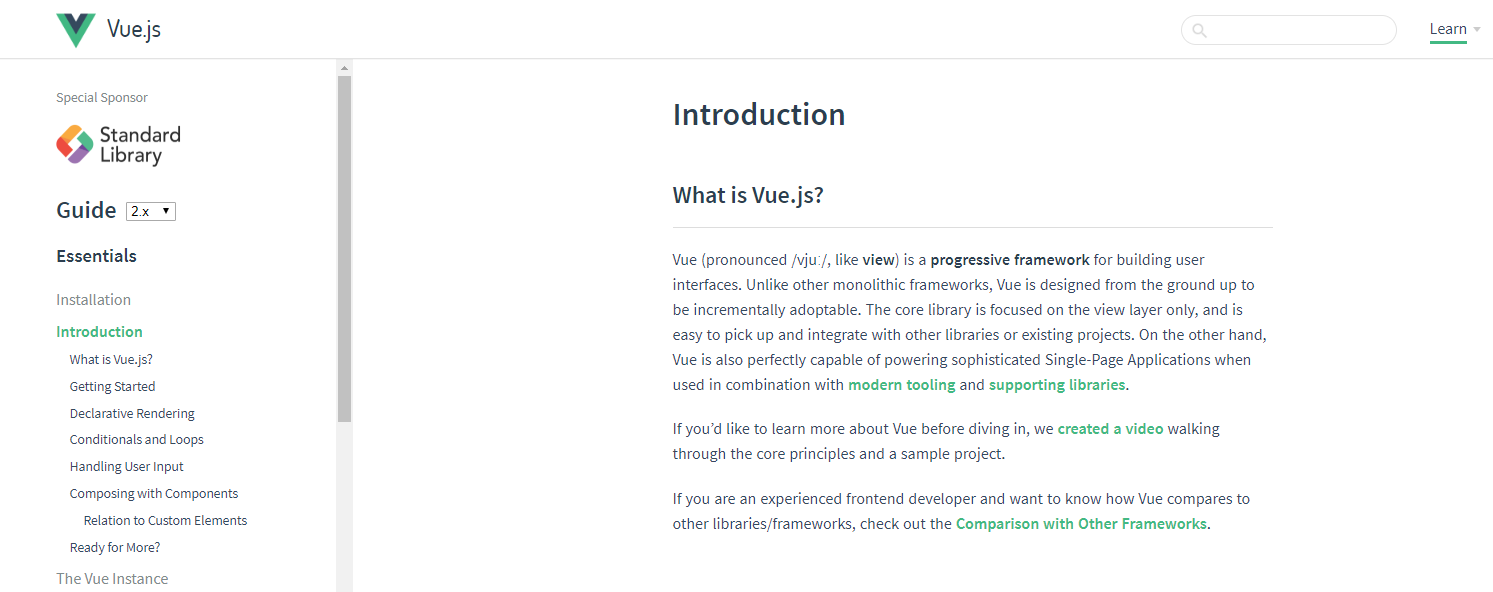 Vue.js
Learn
Special Sponsor
Standard
Library
Guide 2.x
Essentials
Installation
Introduction
What is Vue.js?
Getting Started
Declarative Rendering
Conditionals and Loops
Handling User Input
Composing with Components
Relation to Custom Elements
Ready for More?
The Vue Instance
Introduction
What is Vue.js?
Vue (pronounced /vjuː/, like view) is a progressive framework for building user
interfaces. Unlike other monolithic frameworks, Vue is designed from the ground up to
be incrementally adoptable. The core library is focused on the view layer only, and is
easy to pick up and integrate with other libraries or existing projects. On the other hand,
Vue is also perfectly capable of powering sophisticated Single-Page Applications when
used in combination with modern tooling and supporting libraries.
If you’d like to learn more about Vue before diving in, we created a video walking
through the core principles and a sample project.
If you are an experienced frontend developer and want to know how Vue compares to
other libraries/frameworks, check out the Comparison with Other Frameworks.